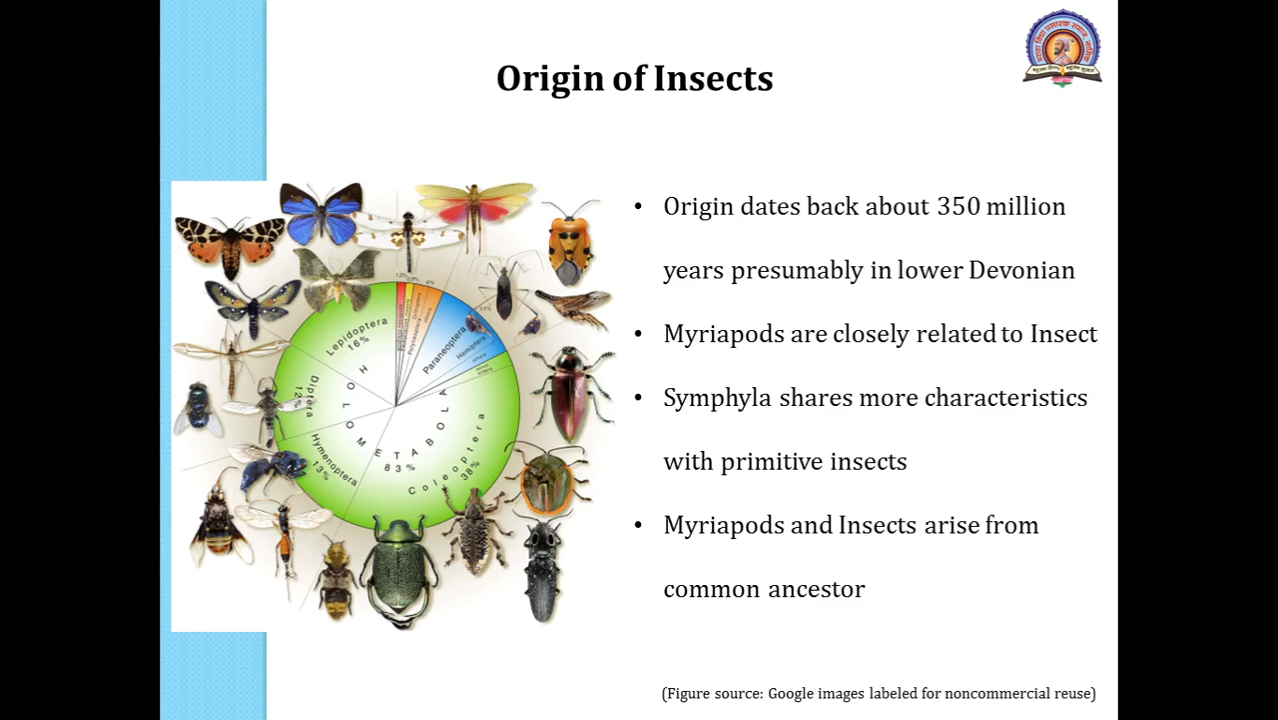 Origin of Insects
• Origin dates back about 350 million
years presumably in lower Devonian
• Myriapods are closely related to Insect
• Symphyla shares more characteristics
with primitive insects
• Myriapods and Insects arise from
common ancestor
Lepidoptera
16%
Diptera
12%
Hymenoptera
13%
HOLOMETABOLA
83%
Coleoptera
38%
Paraneoptera
Hemiptera
11%
4%
(Figure source: Google images labeled for noncommercial reuse)